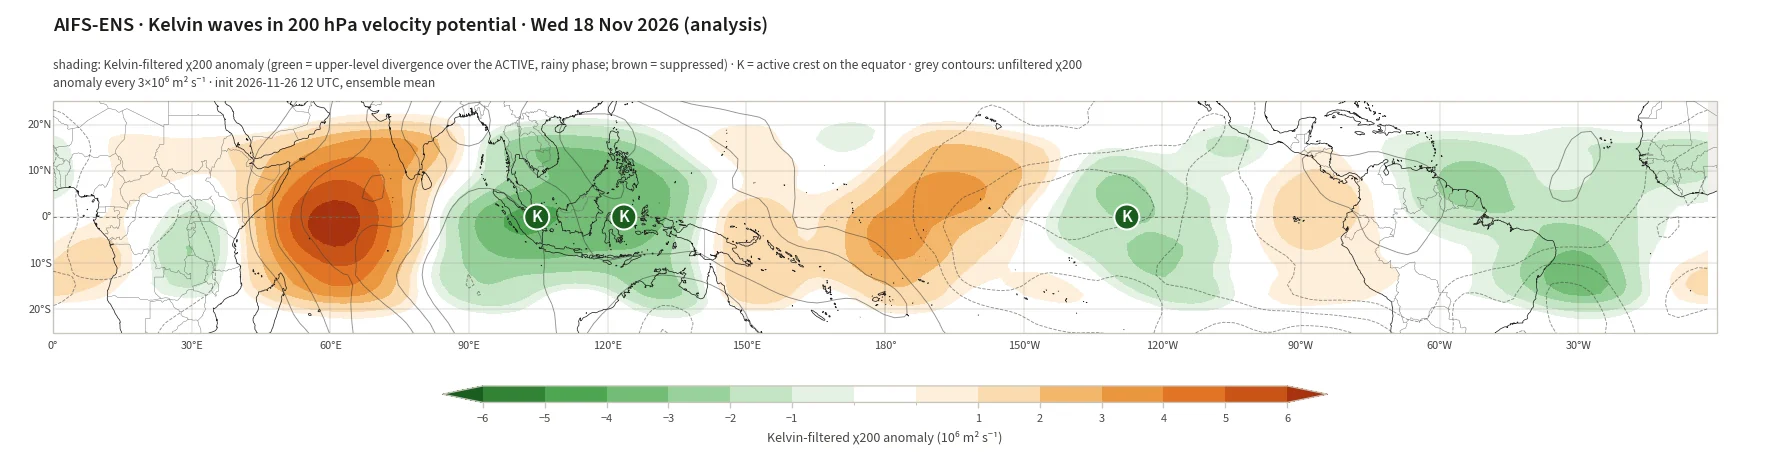 AIFS-ENS · Kelvin waves in 200 hPa velocity potential · Wed 18 Nov 2026 (analysis)
shading: Kelvin-filtered χ200 anomaly (green = upper-level divergence over the ACTIVE, rainy phase; brown = suppressed) · K = active crest on the equator · grey contours: unfiltered χ200
anomaly every 3×10⁶ m² s⁻¹ · init 2026-11-26 12 UTC, ensemble mean
20°N
10°N
0°
10°S
20°S
K K K
0° 30°E 60°E 90°E 120°E 150°E 180° 150°W 120°W 90°W 60°W 30°W
−6 −5 −4 −3 −2 −1 1 2 3 4 5 6
Kelvin-filtered χ200 anomaly (10⁶ m² s⁻¹)